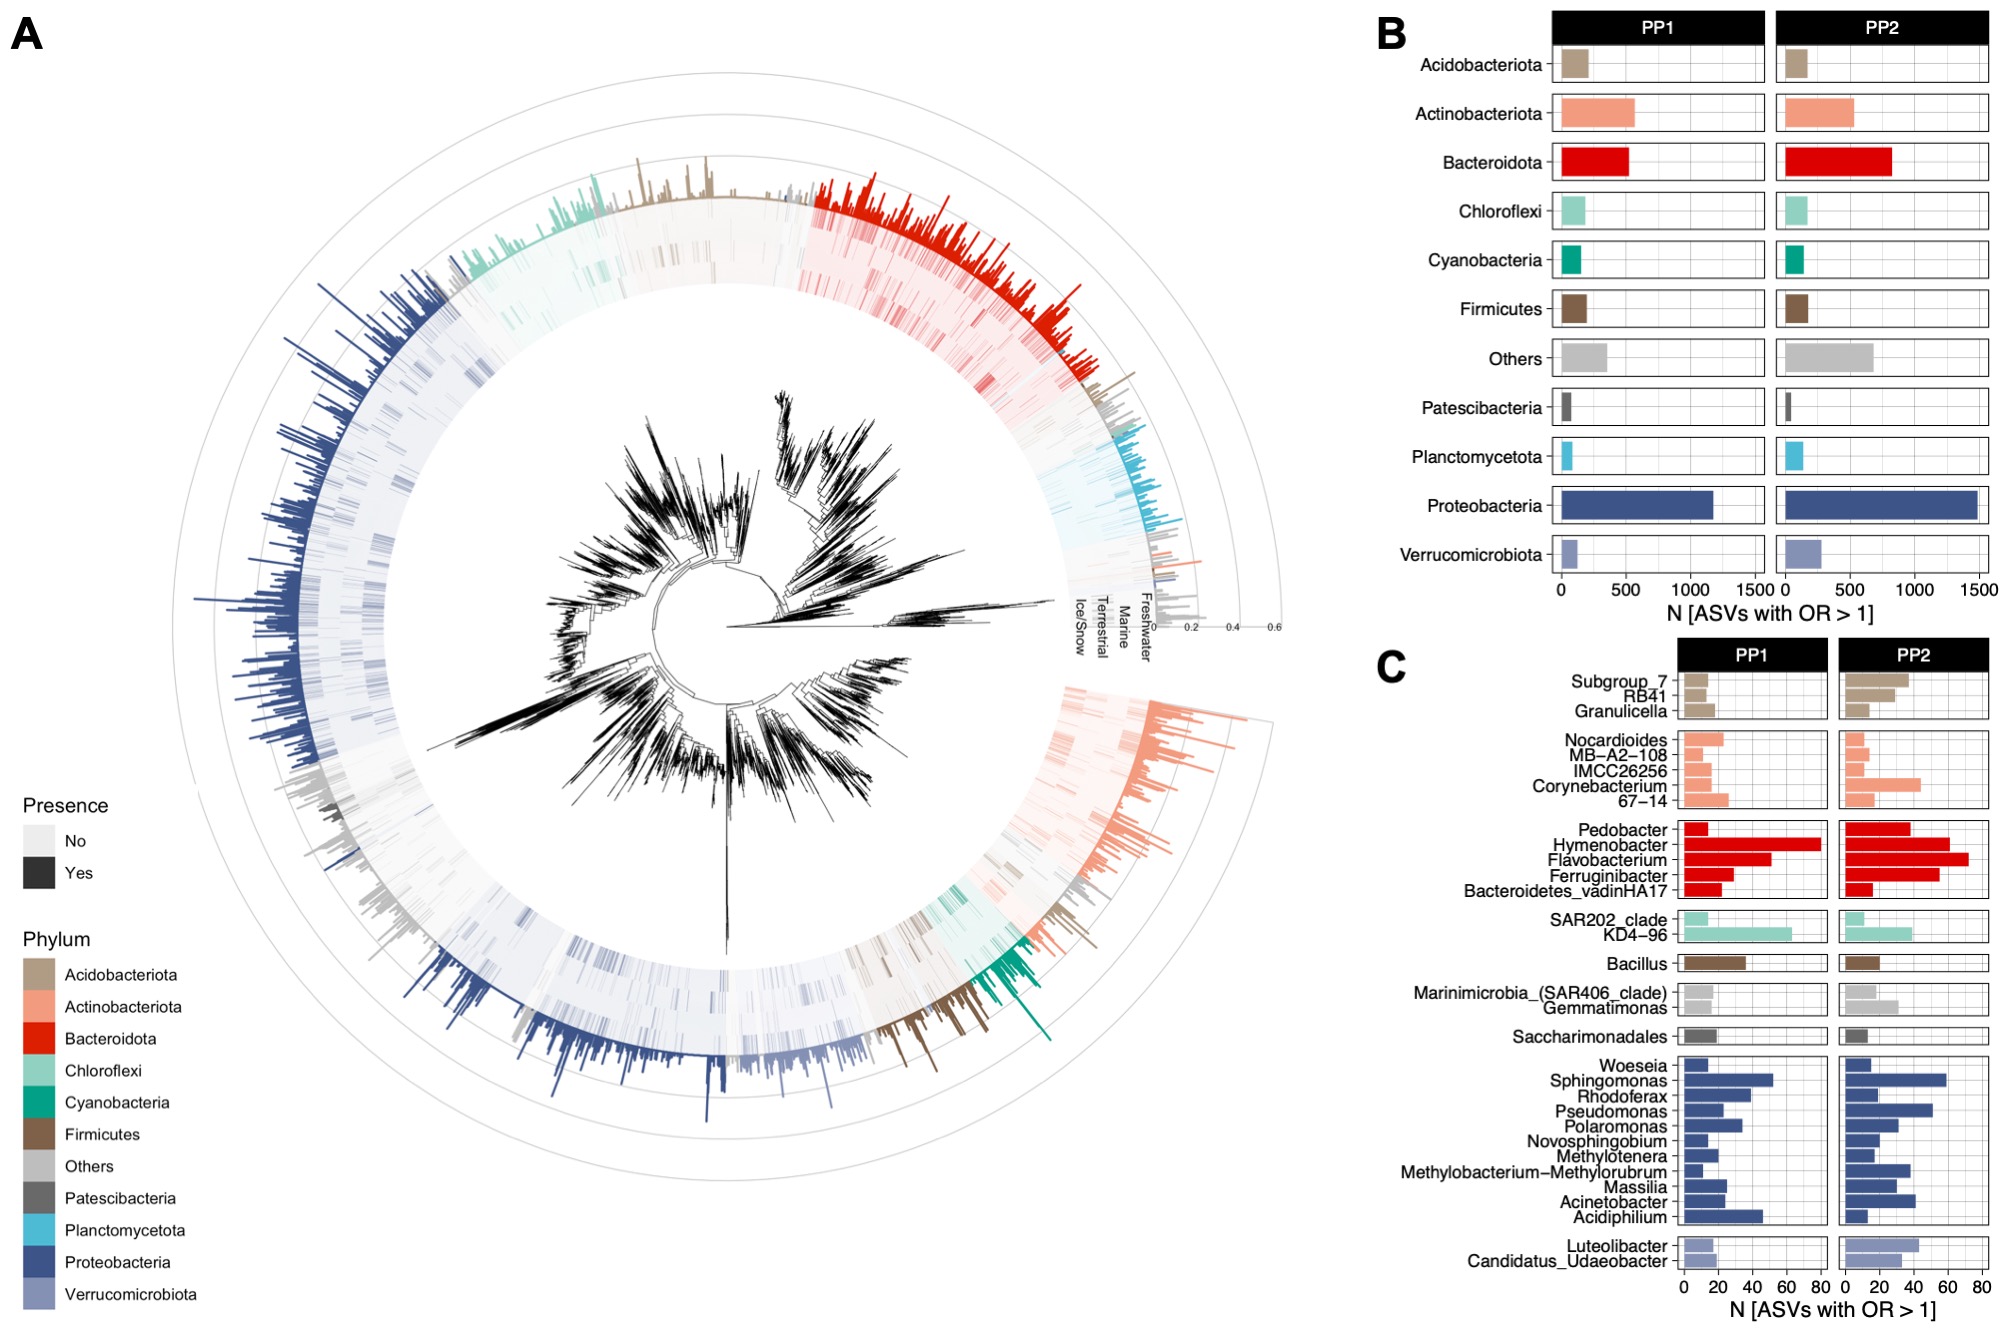 A
Freshwater
Marine
Terrestrial
Ice/Snow
0 0.2 0.4 0.6
Presence
No
Yes
Phylum
Acidobacteriota
Actinobacteriota
Bacteroidota
Chloroflexi
Cyanobacteria
Firmicutes
Others
Patescibacteria
Planctomycetota
Proteobacteria
Verrucomicrobiota
B
PP1 PP2
Acidobacteriota
Actinobacteriota
Bacteroidota
Chloroflexi
Cyanobacteria
Firmicutes
Others
Patescibacteria
Planctomycetota
Proteobacteria
Verrucomicrobiota
0 500 1000 1500 0 500 1000 1500
N [ASVs with OR > 1]
C
PP1 PP2
Subgroup_7
RB41
Granulicella
Nocardioides
MB−A2−108
IMCC26256
Corynebacterium
67−14
Pedobacter
Hymenobacter
Flavobacterium
Ferruginibacter
Bacteroidetes_vadinHA17
SAR202_clade
KD4−96
Bacillus
Marinimicrobia_(SAR406_clade)
Gemmatimonas
Saccharimonadales
Woeseia
Sphingomonas
Rhodoferax
Pseudomonas
Polaromonas
Novosphingobium
Methylotenera
Methylobacterium−Methylorubrum
Massilia
Acinetobacter
Acidiphilium
Luteolibacter
Candidatus_Udaeobacter
0 20 40 60 80 0 20 40 60 80
N [ASVs with OR > 1]